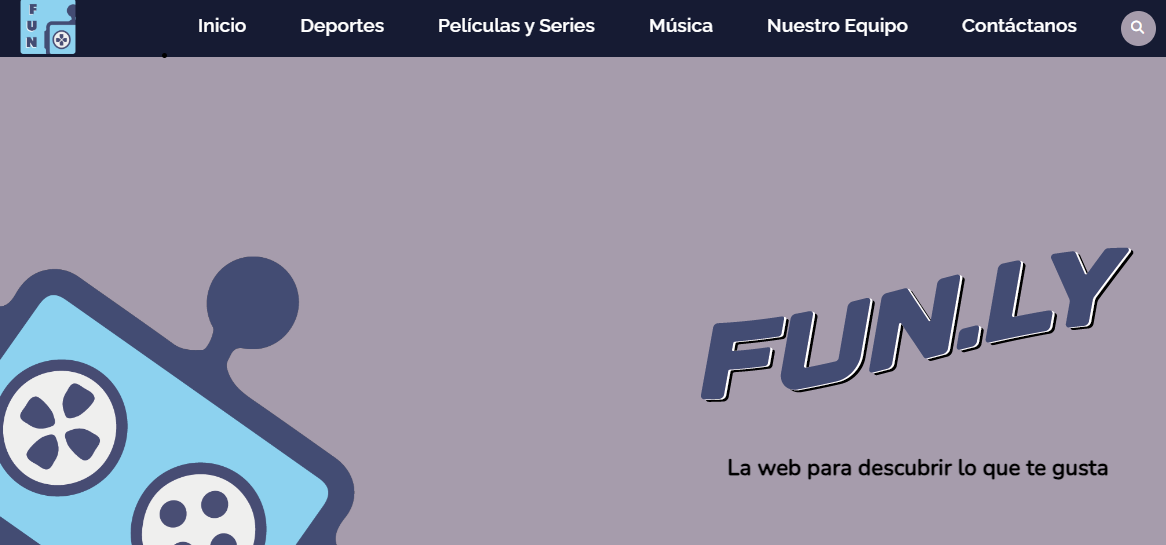 FUN
Inicio Deportes Películas y Series Música Nuestro Equipo Contáctanos
FUN.LY
La web para descubrir lo que te gusta